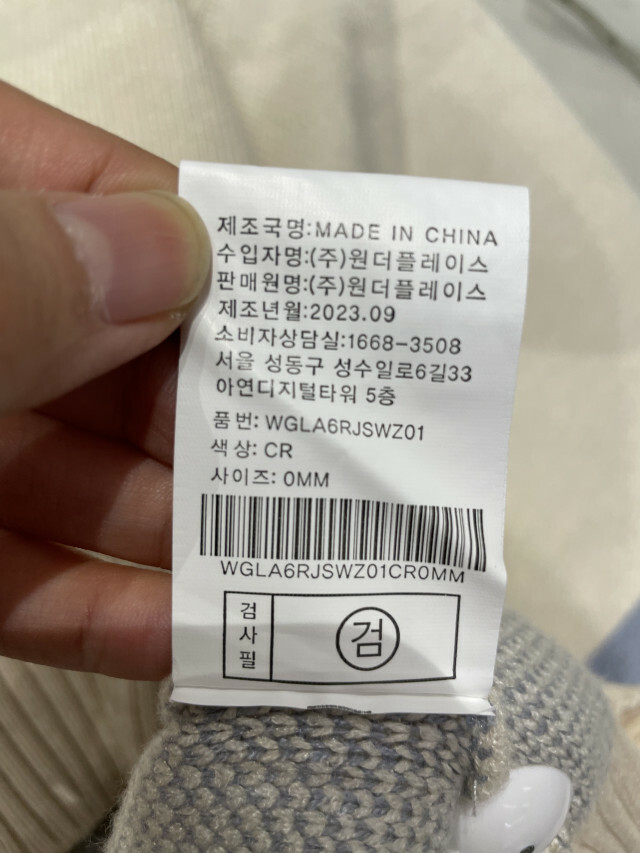 제조국명:MADE IN CHINA
수입자명:(주)원더플레이스
판매원명:(주)원더플레이스
제조년월:2023.09
소비자상담실:1668-3508
서울 성동구 성수일로6길33
아연디지털타워 5층
품번: WGLA6RJSWZ01
색상: CR
사이즈: 0MM
WGLA6RJSWZ01CR0MM
검사필
검